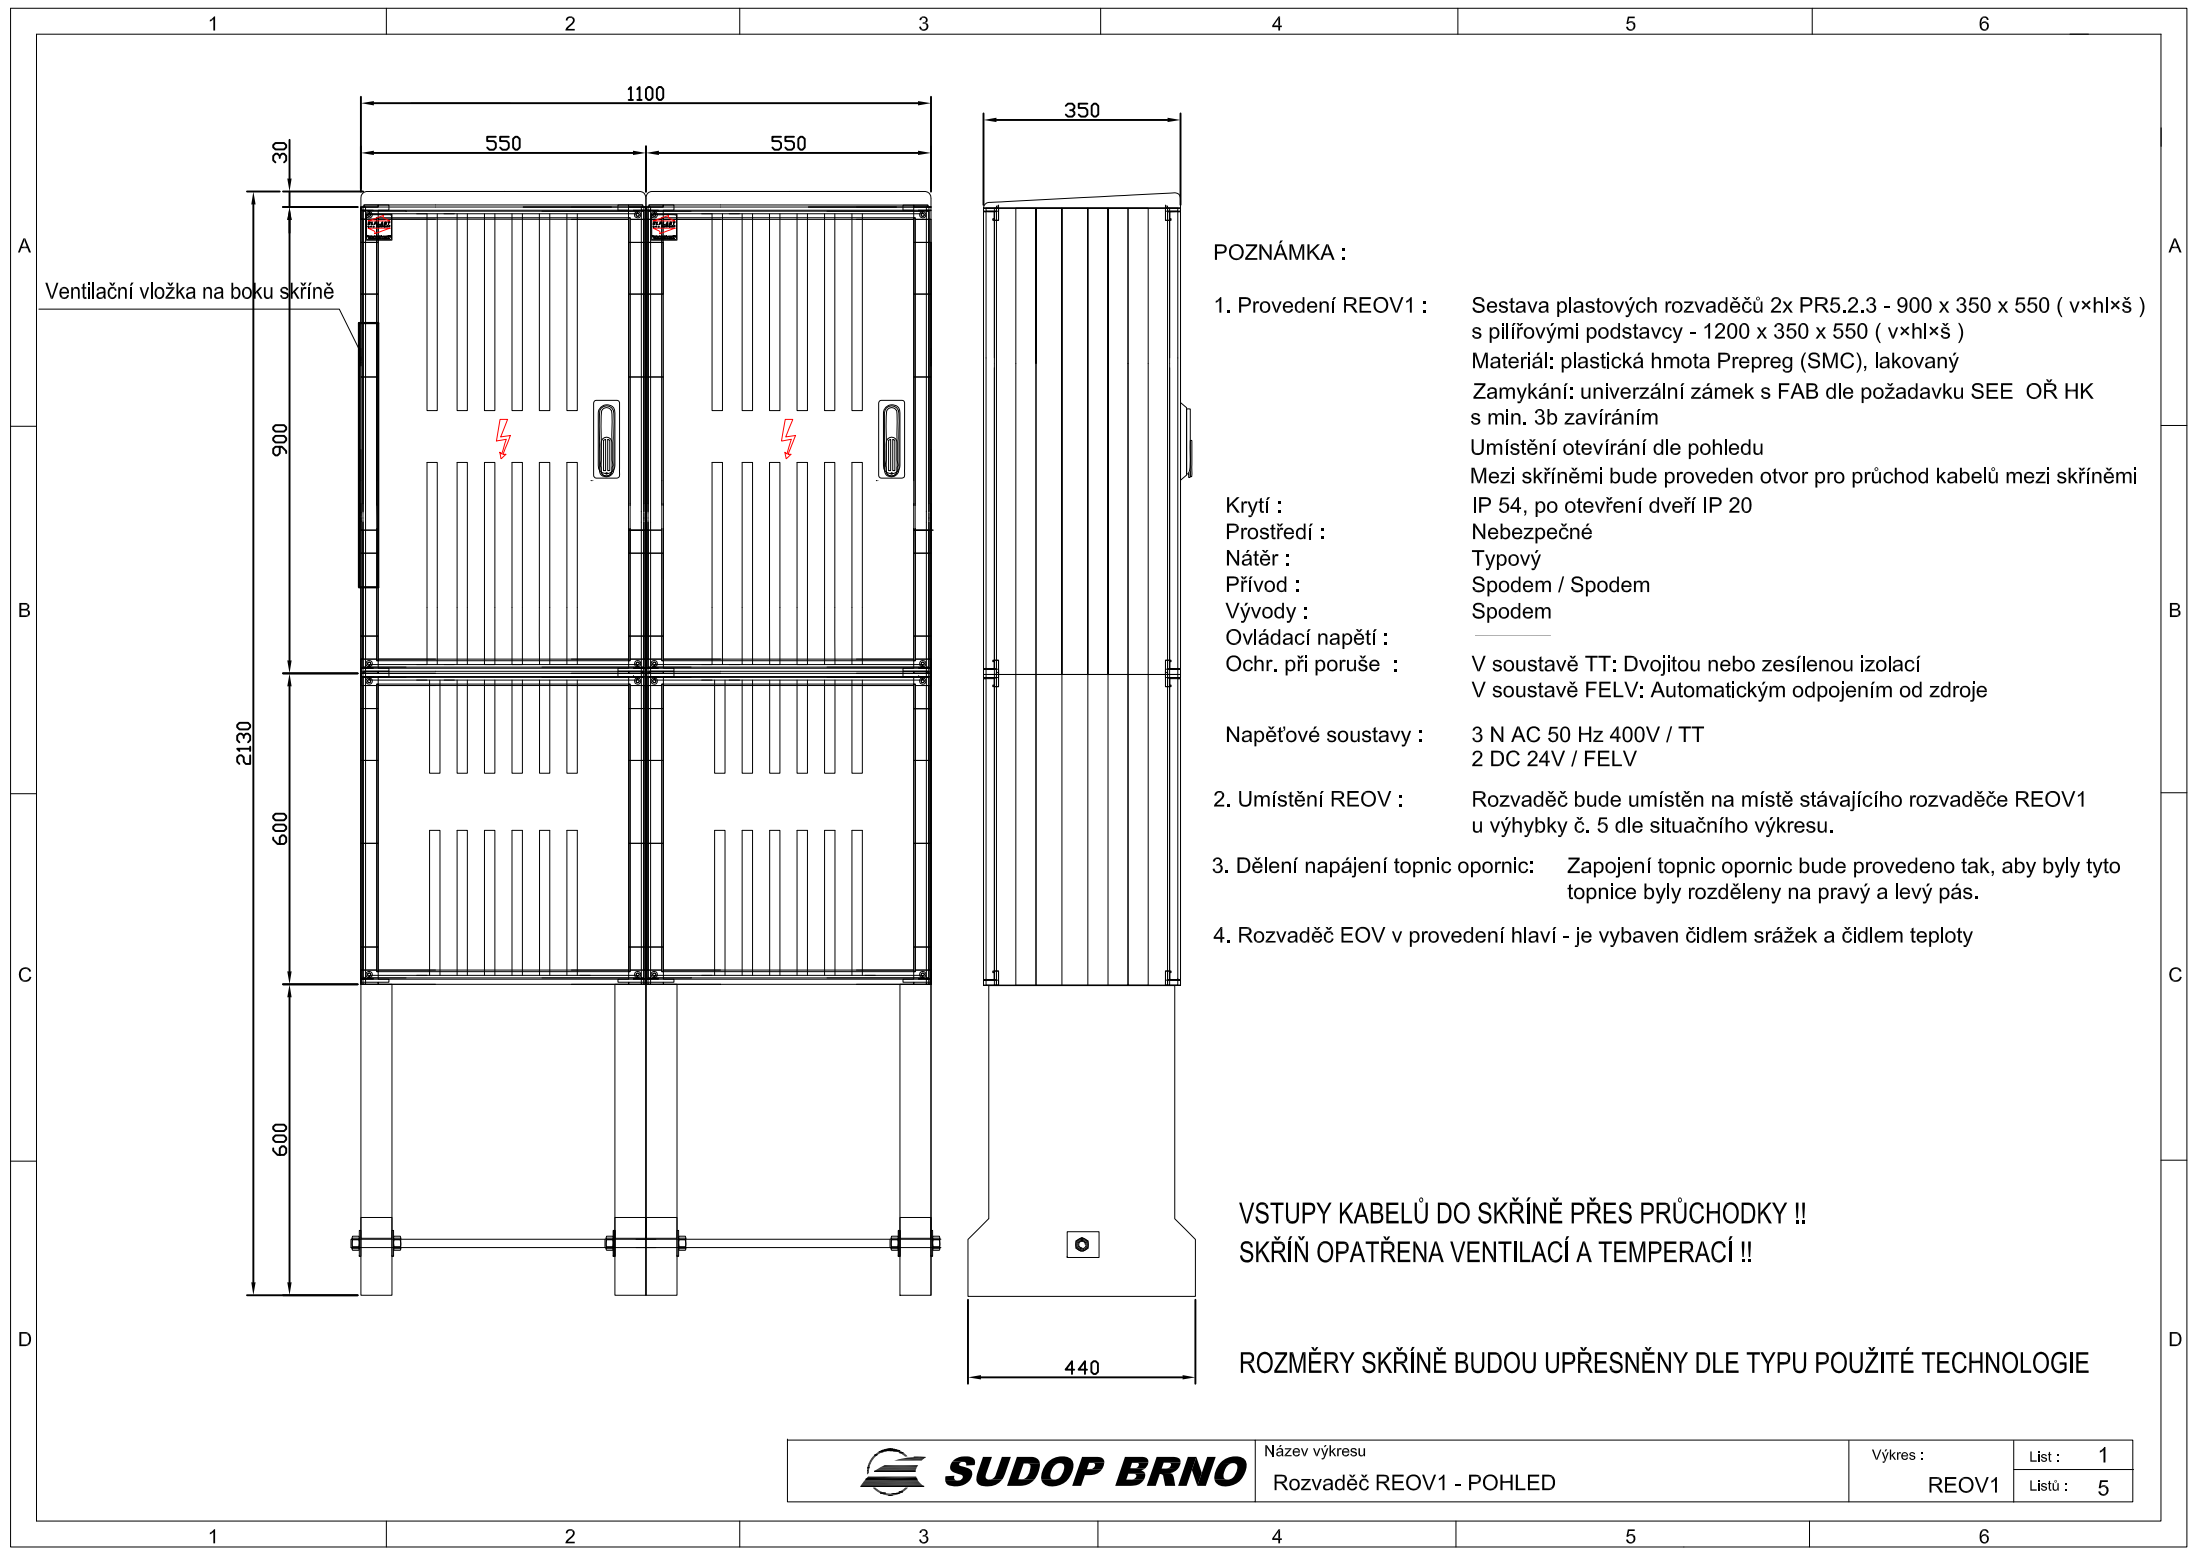 1 2 3 4 5 6
1100
350
550 550
30
A A
POZNÁMKA :
Ventilační vložka na boku skříně
1. Provedení REOV1 : Sestava plastových rozvaděčů 2x PR5.2.3 - 900 x 350 x 550 ( v×hl×š )
s pilířovými podstavcy - 1200 x 350 x 550 ( v×hl×š )
Materiál: plastická hmota Prepreg (SMC), lakovaný
Zamykání: univerzální zámek s FAB dle požadavku SEE OŘ HK
s min. 3b zavíráním
900
Umístění otevírání dle pohledu
Mezi skříněmi bude proveden otvor pro průchod kabelů mezi skříněmi
Krytí : IP 54, po otevření dveří IP 20
Prostředí : Nebezpečné
Nátěr : Typový
Přívod : Spodem / Spodem
B B
Vývody : Spodem
Ovládací napětí :
Ochr. při poruše : V soustavě TT: Dvojitou nebo zesílenou izolací
V soustavě FELV: Automatickým odpojením od zdroje
2130
Napěťové soustavy : 3 N AC 50 Hz 400V / TT
2 DC 24V / FELV
2. Umístění REOV : Rozvaděč bude umístěn na místě stávajícího rozvaděče REOV1
u výhybky č. 5 dle situačního výkresu.
600
3. Dělení napájení topnic opornic: Zapojení topnic opornic bude provedeno tak, aby byly tyto
topnice byly rozděleny na pravý a levý pás.
4. Rozvaděč EOV v provedení hlaví - je vybaven čidlem srážek a čidlem teploty
C C
600
VSTUPY KABELŮ DO SKŘÍNĚ PŘES PRŮCHODKY !!
SKŘÍŇ OPATŘENA VENTILACÍ A TEMPERACÍ !!
D D
440
ROZMĚRY SKŘÍNĚ BUDOU UPŘESNĚNY DLE TYPU POUŽITÉ TECHNOLOGIE
SUDOP BRNO
Název výkresu
Rozvaděč REOV1 - POHLED
Výkres :
REOV1
List : 1
Listů : 5
1 2 3 4 5 6